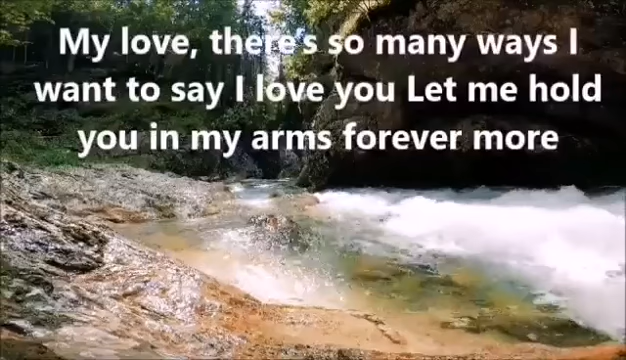 My love, there's so many ways I
want to say I love you Let me hold
you in my arms forever more